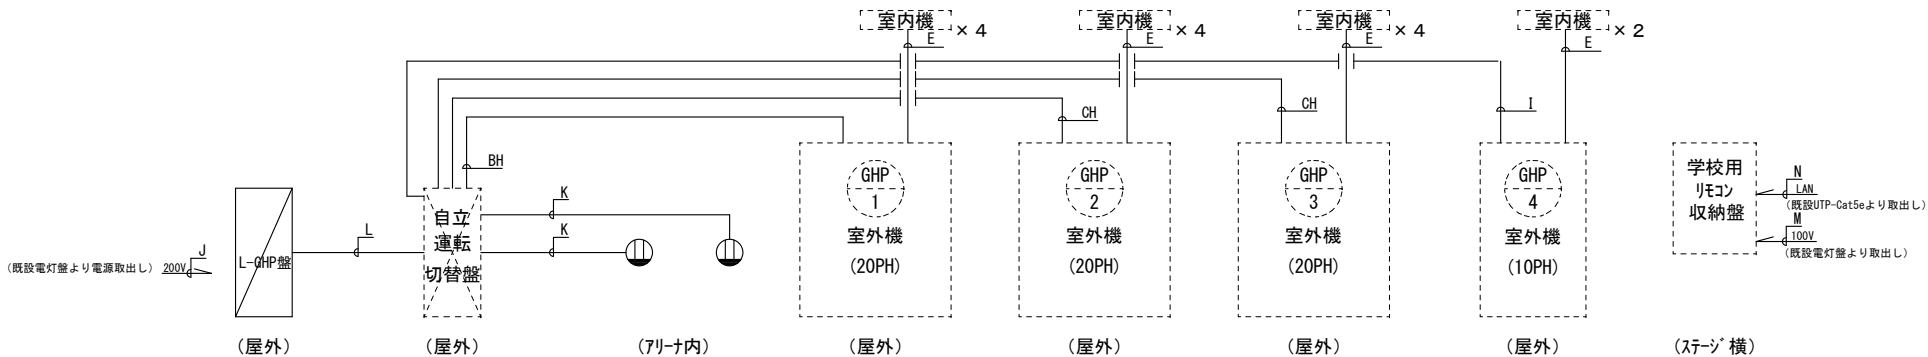 室内機 × 4
室内機 × 4
室内機 × 4
室内機 × 2
E
E
E
E
CH
CH
I
BH
K
K
L
J
200V
(既設電灯盤より電源取出し)
L-GHP盤
自立
運転
切替盤
GHP
1
室外機
(20PH)
GHP
2
室外機
(20PH)
GHP
3
室外機
(20PH)
GHP
4
室外機
(10PH)
学校用
リモコン
収納盤
N
LAN
(既設UTP-Cat5eより取出し)
M
100V
(既設電灯盤より取出し)
(屋外)
(屋外)
(アリーナ内)
(屋外)
(屋外)
(屋外)
(屋外)
(ステージ横)